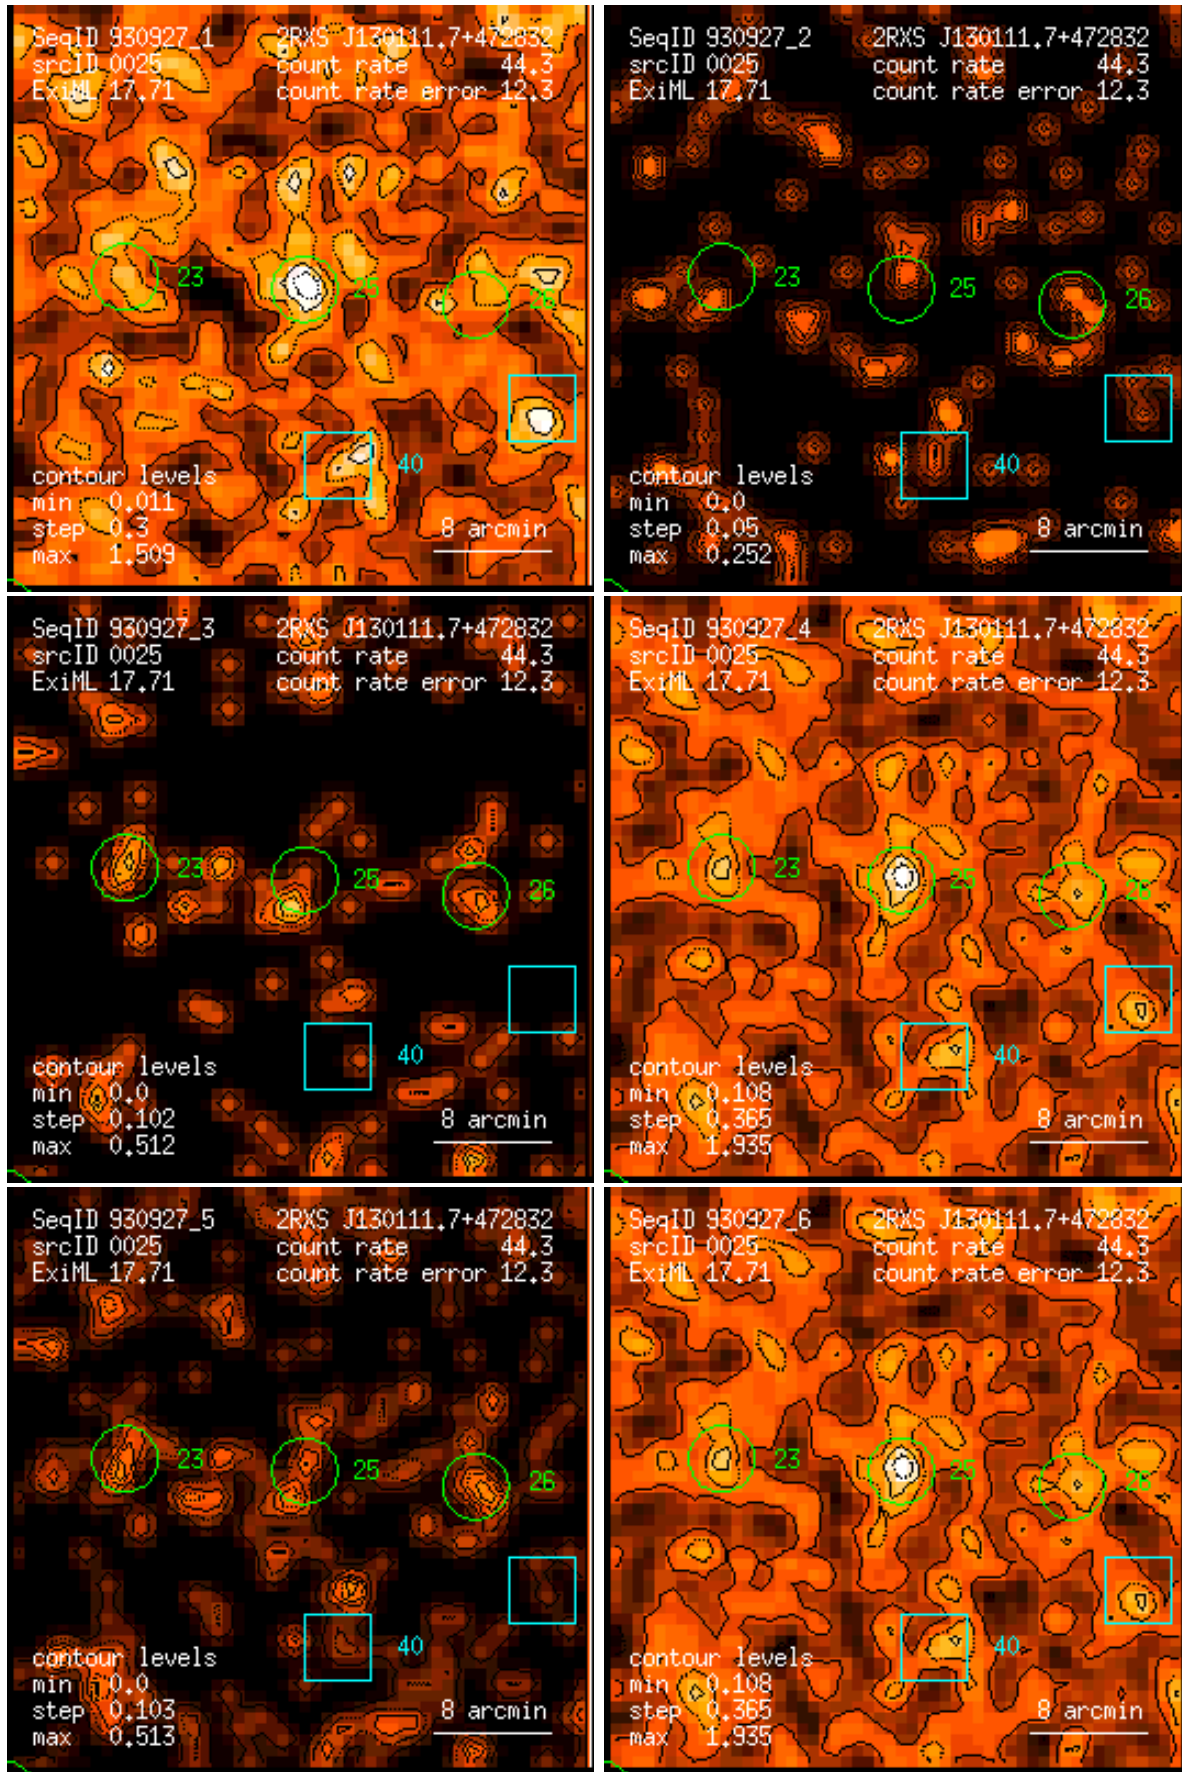 SeqID 930927_1 2RXS J130111.7+472832
srcID 0025 count rate 44.3
ExiML 17.71 count rate error 12.3
23
25
26
40
contour levels
min 0.011
step 0.3 8 arcmin
max 1.509
SeqID 930927_2 2RXS J130111.7+472832
srcID 0025 count rate 44.3
ExiML 17.71 count rate error 12.3
23
25
26
40
contour levels
min 0.0
step 0.05 8 arcmin
max 0.252
SeqID 930927_3 2RXS J130111.7+472832
srcID 0025 count rate 44.3
ExiML 17.71 count rate error 12.3
23
25
26
40
contour levels
min 0.0
step 0.102 8 arcmin
max 0.512
SeqID 930927_4 2RXS J130111.7+472832
srcID 0025 count rate 44.3
ExiML 17.71 count rate error 12.3
23
25
26
40
contour levels
min 0.108
step 0.365 8 arcmin
max 1.935
SeqID 930927_5 2RXS J130111.7+472832
srcID 0025 count rate 44.3
ExiML 17.71 count rate error 12.3
23
25
26
40
contour levels
min 0.0
step 0.103 8 arcmin
max 0.513
SeqID 930927_6 2RXS J130111.7+472832
srcID 0025 count rate 44.3
ExiML 17.71 count rate error 12.3
23
25
26
40
contour levels
min 0.108
step 0.365 8 arcmin
max 1.935